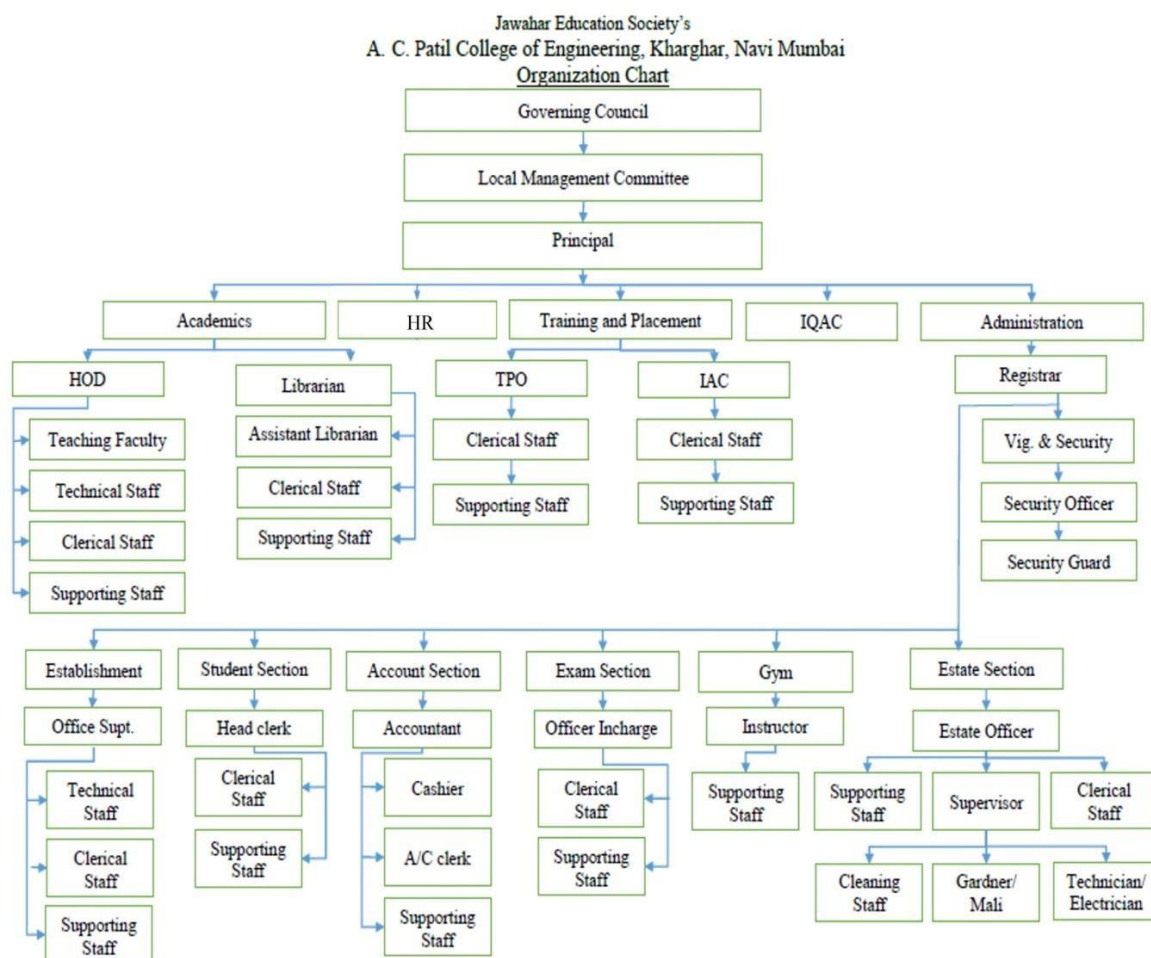 Jawahar Education Society's
A. C. Patil College of Engineering, Kharghar, Navi Mumbai
Organization Chart
Governing Council
Local Management Committee
Principal
Academics
HR
Training and Placement
IQAC
Administration
HOD
Librarian
TPO
IAC
Registrar
Teaching Faculty
Assistant Librarian
Clerical Staff
Clerical Staff
Vig. & Security
Technical Staff
Clerical Staff
Supporting Staff
Supporting Staff
Security Officer
Clerical Staff
Supporting Staff
Security Guard
Supporting Staff
Establishment
Student Section
Account Section
Exam Section
Gym
Estate Section
Office Supt.
Head clerk
Accountant
Officer Incharge
Instructor
Estate Officer
Technical
Staff
Clerical
Staff
Cashier
Clerical
Staff
Supporting
Staff
Supporting
Staff
Supervisor
Clerical
Staff
Clerical
Staff
Supporting
Staff
A/C clerk
Supporting
Staff
Cleaning
Staff
Gardner/
Mali
Technician/
Electrician
Supporting
Staff
Supporting
Staff